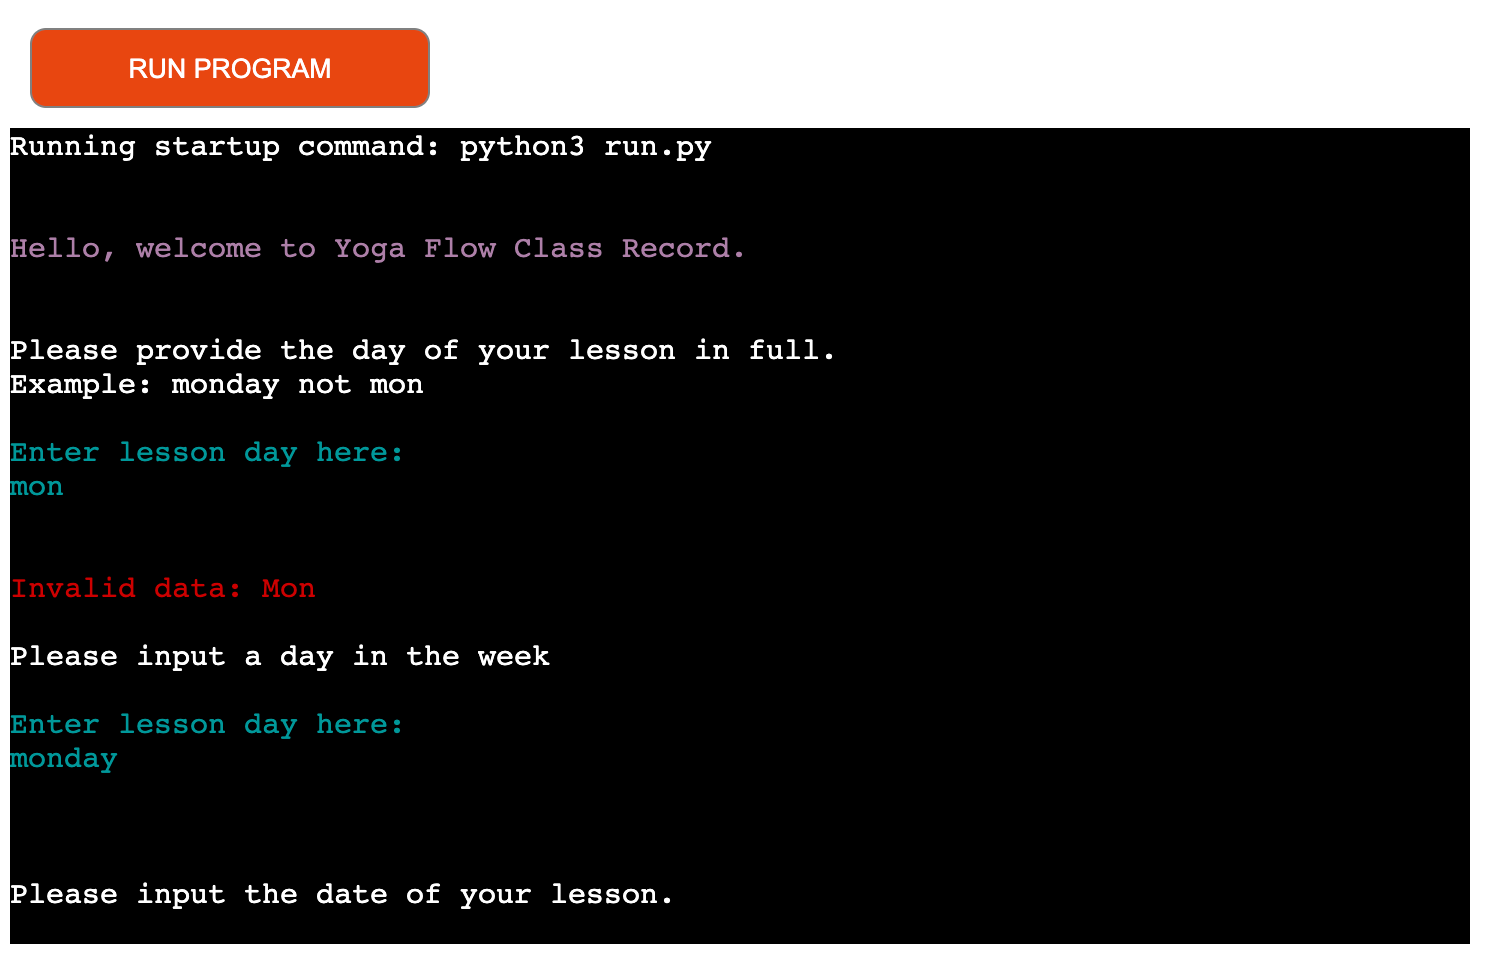 RUN PROGRAM
Running startup command: python3 run.py
Hello, welcome to Yoga Flow Class Record.
Please provide the day of your lesson in full.
Example: monday not mon
Enter lesson day here:
mon
Invalid data: Mon
Please input a day in the week
Enter lesson day here:
monday
Please input the date of your lesson.